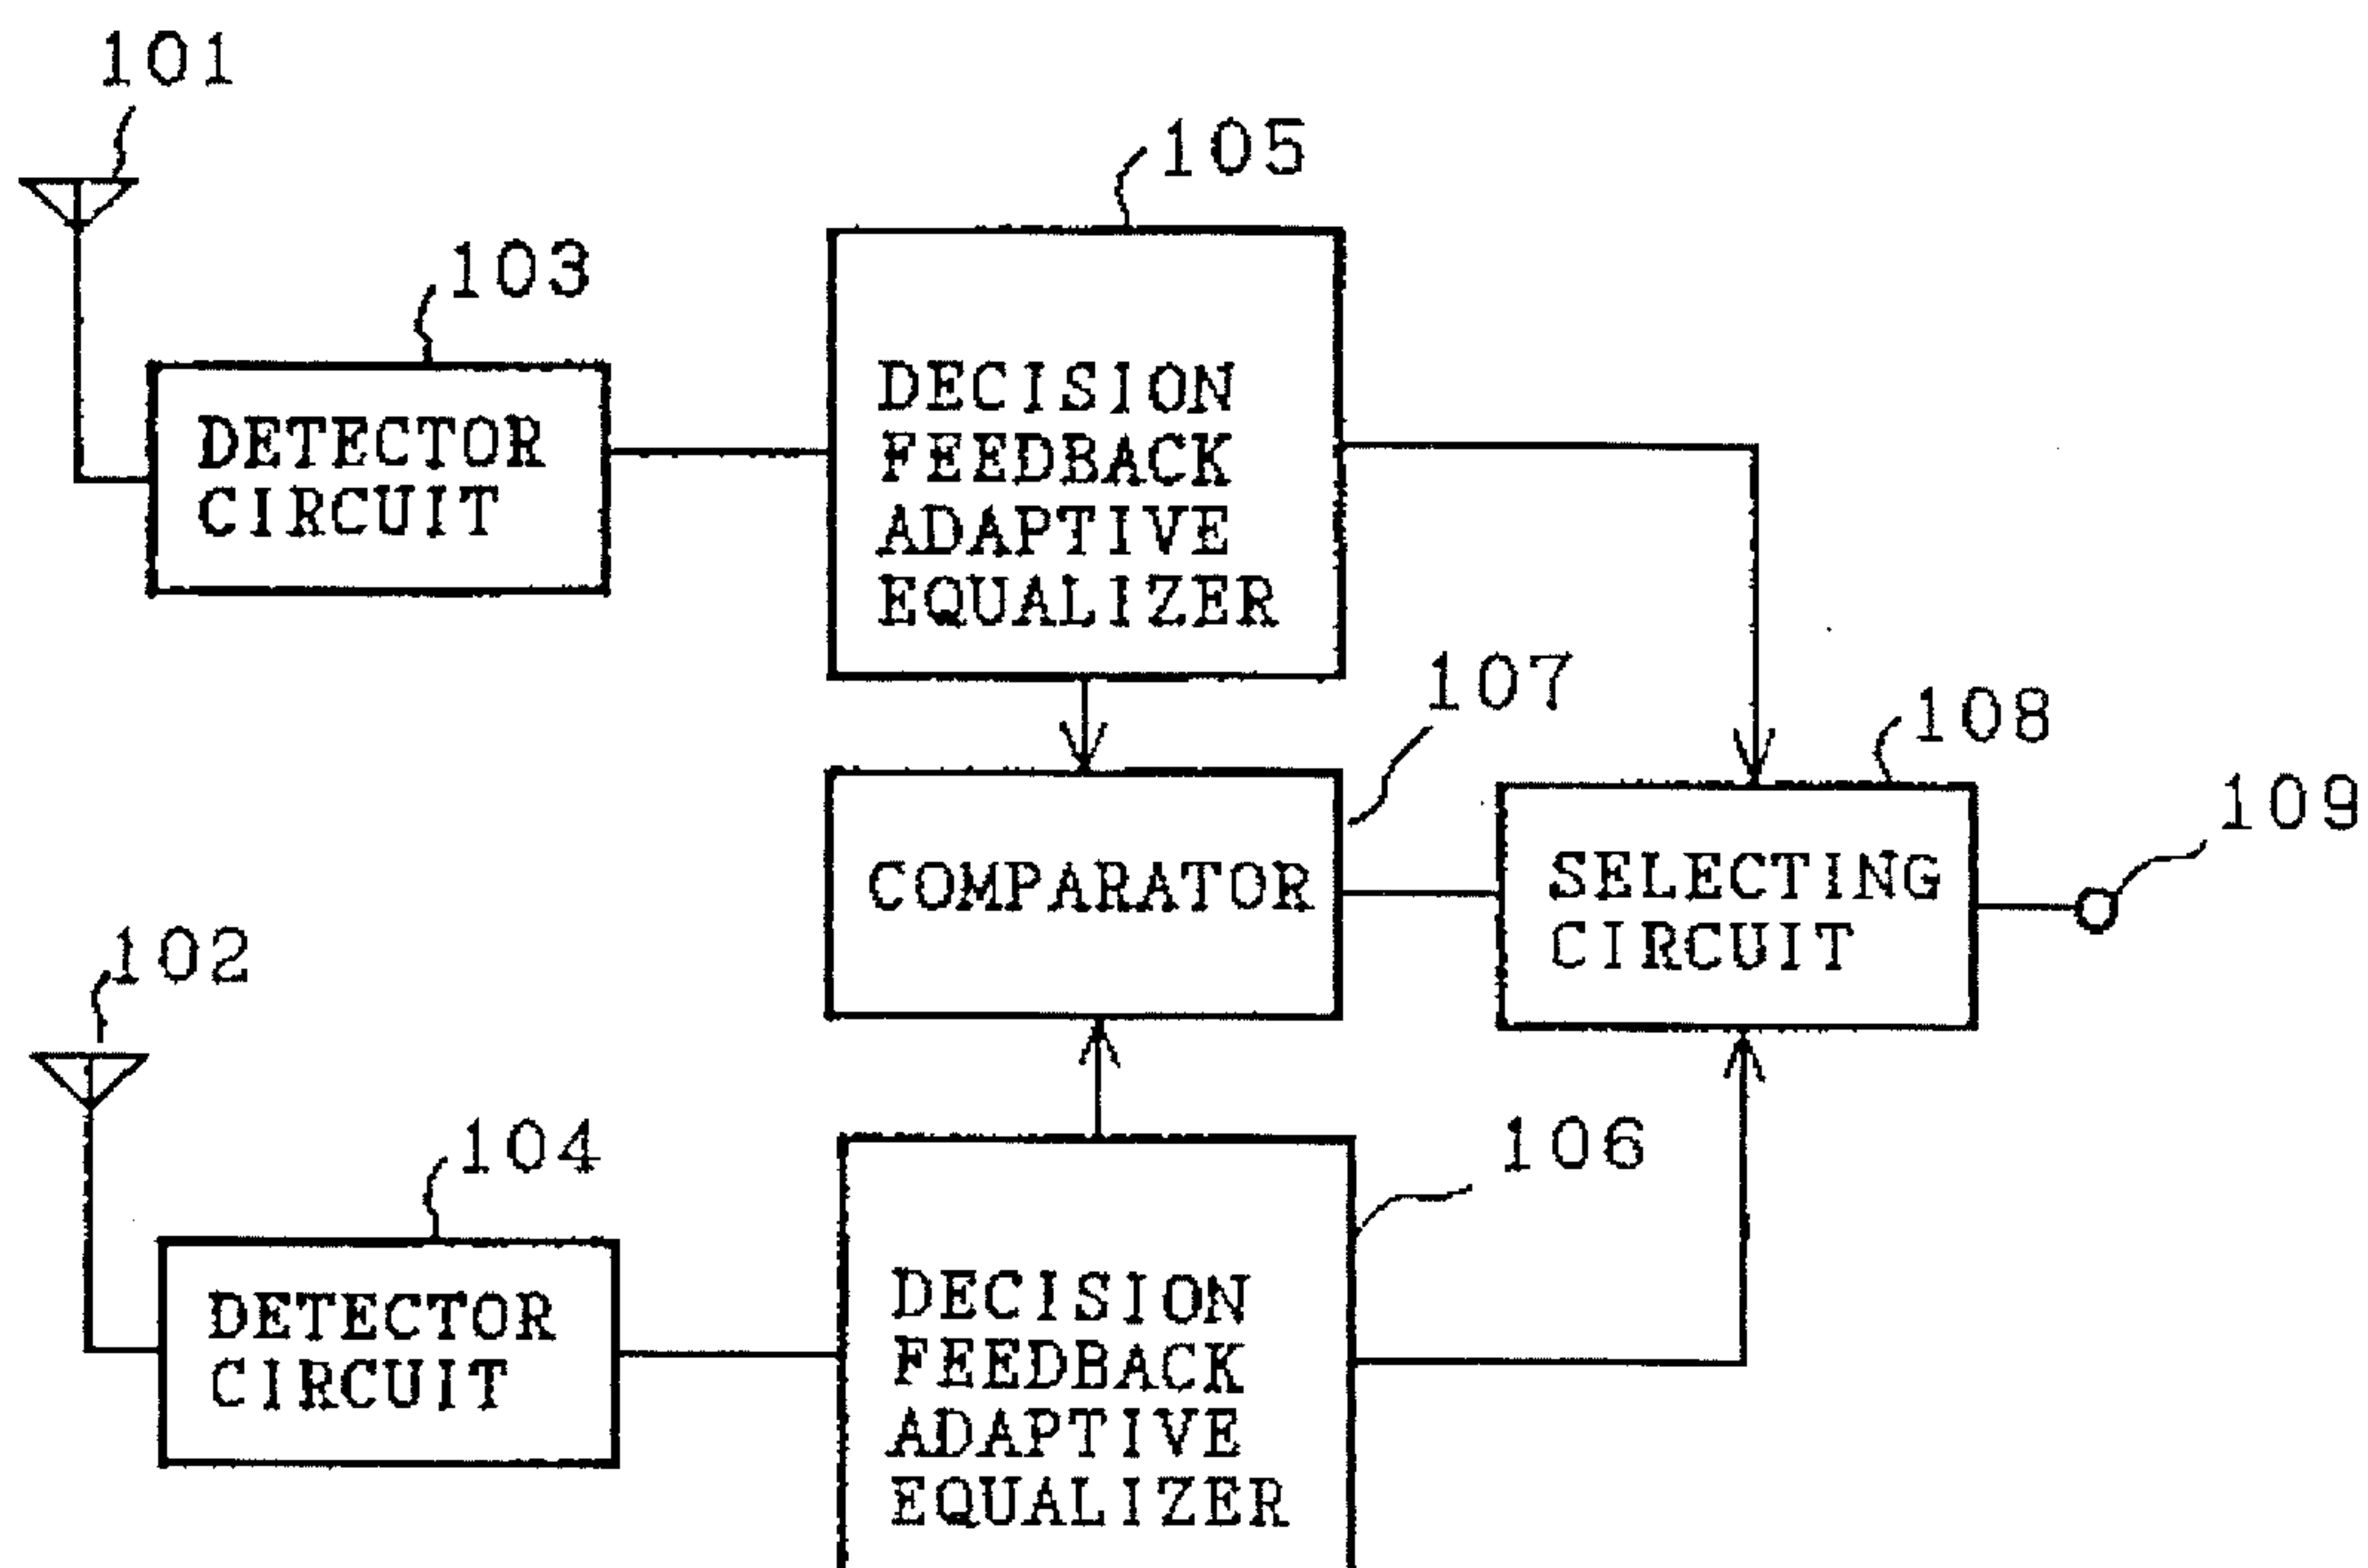 101
105
103
DECISION
FEEDBACK
ADAPTIVE
EQUALIZER
DETECTOR
CIRCUIT
107
108
109
COMPARATOR
SELECTING
CIRCUIT
102
104
106
DETECTOR
CIRCUIT
DECISION
FEEDBACK
ADAPTIVE
EQUALIZER